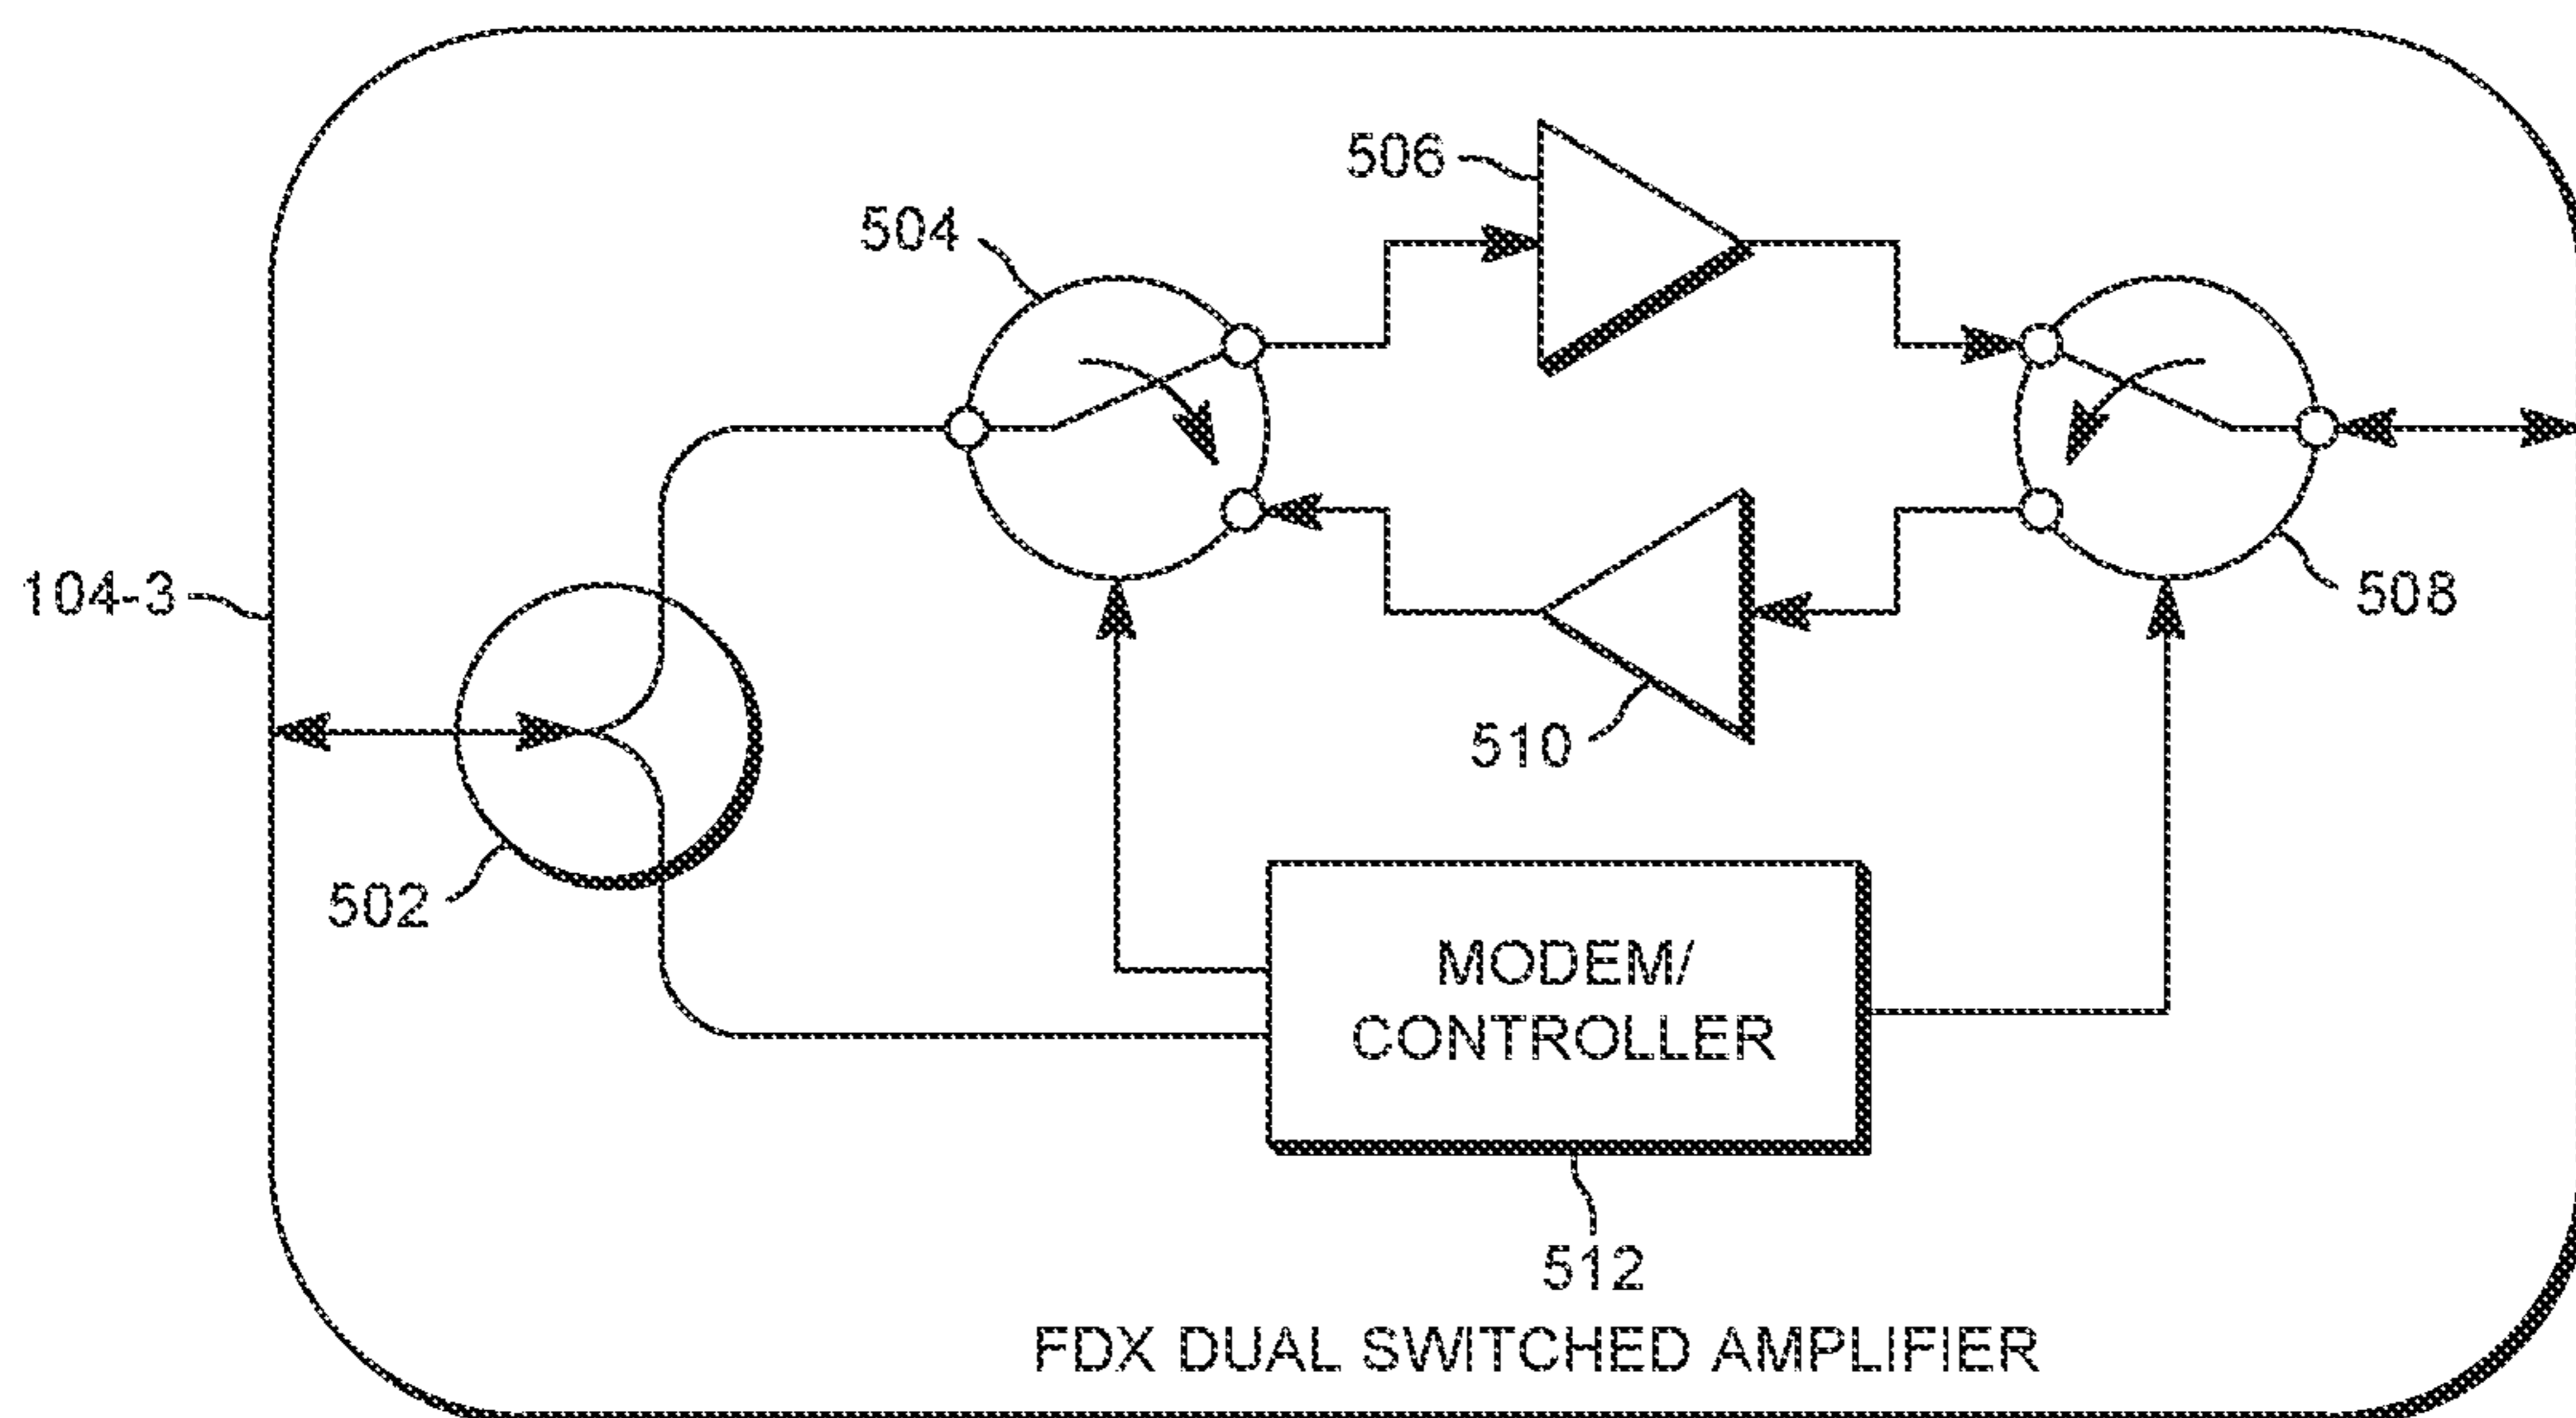 506
504
104-3
508
510
502
MODEM/
CONTROLLER
512
FDX DUAL SWITCHED AMPLIFIER